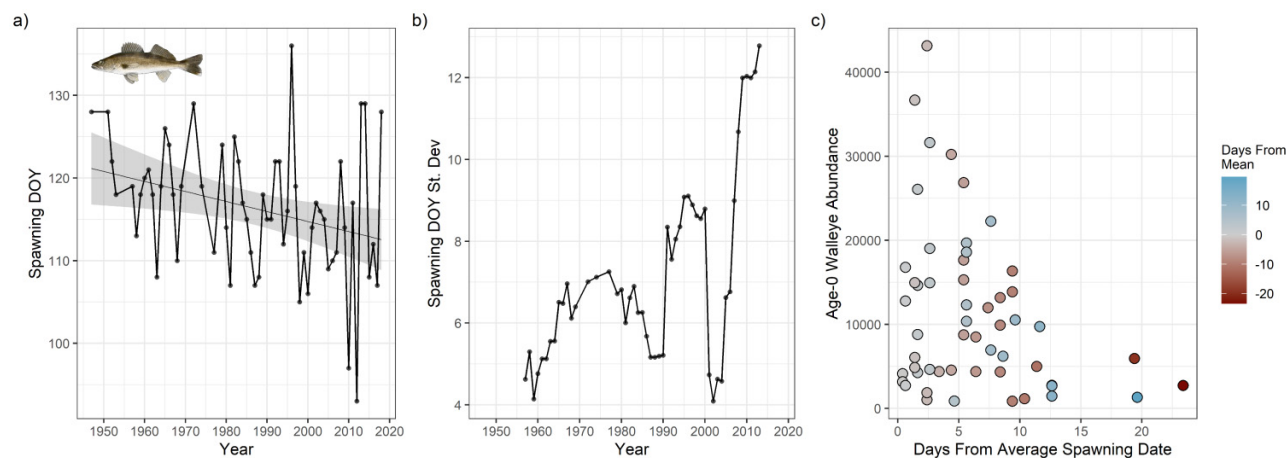 a)
Spawning DOY
130
120
110
100
1950 1960 1970 1980 1990 2000 2010 2020
Year
b)
Spawning DOY St. Dev
12
10
8
6
4
1950 1960 1970 1980 1990 2000 2010 2020
Year
c)
Age-0 Walleye Abundance
40000
30000
20000
10000
0
0 5 10 15 20
Days From Average Spawning Date
Days From
Mean
10
0
-10
-20